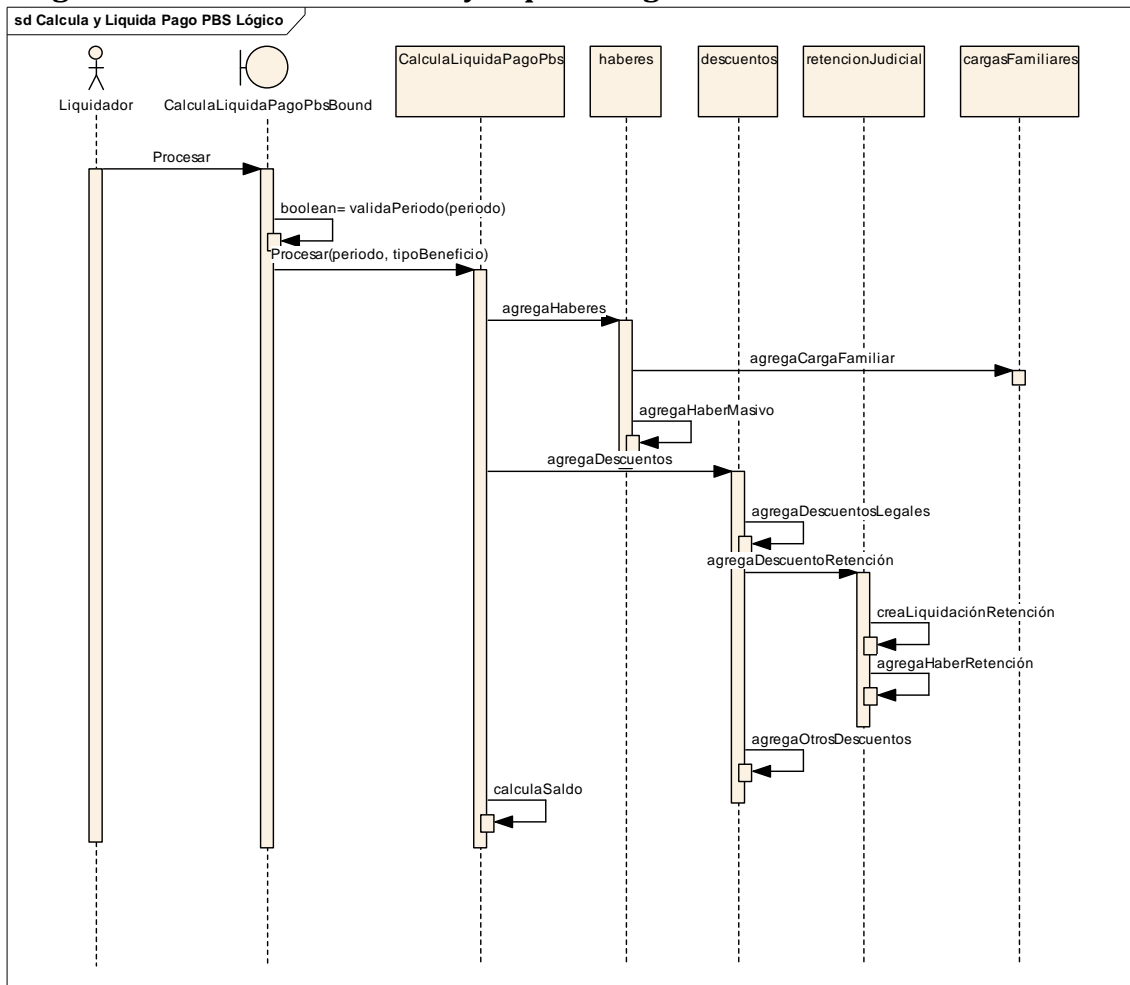 sd Calcula y Liquida Pago PBS Lógico
Liquidador
CalculaLiquidaPagoPbsBound
CalculaLiquidaPagoPbs
haberes
descuentos
retencionJudicial
cargasFamiliares
Procesar
boolean= validaPeriodo(periodo)
Procesar(periodo, tipoBeneficio)
agregaHaberes
agregaCargaFamiliar
agregaHaberMasivo
agregaDescuentos
agregaDescuentosLegales
agregaDescuentoRetención
creaLiquidaciónRetención
agregaHaberRetención
agregaOtrosDescuentos
calculaSaldo